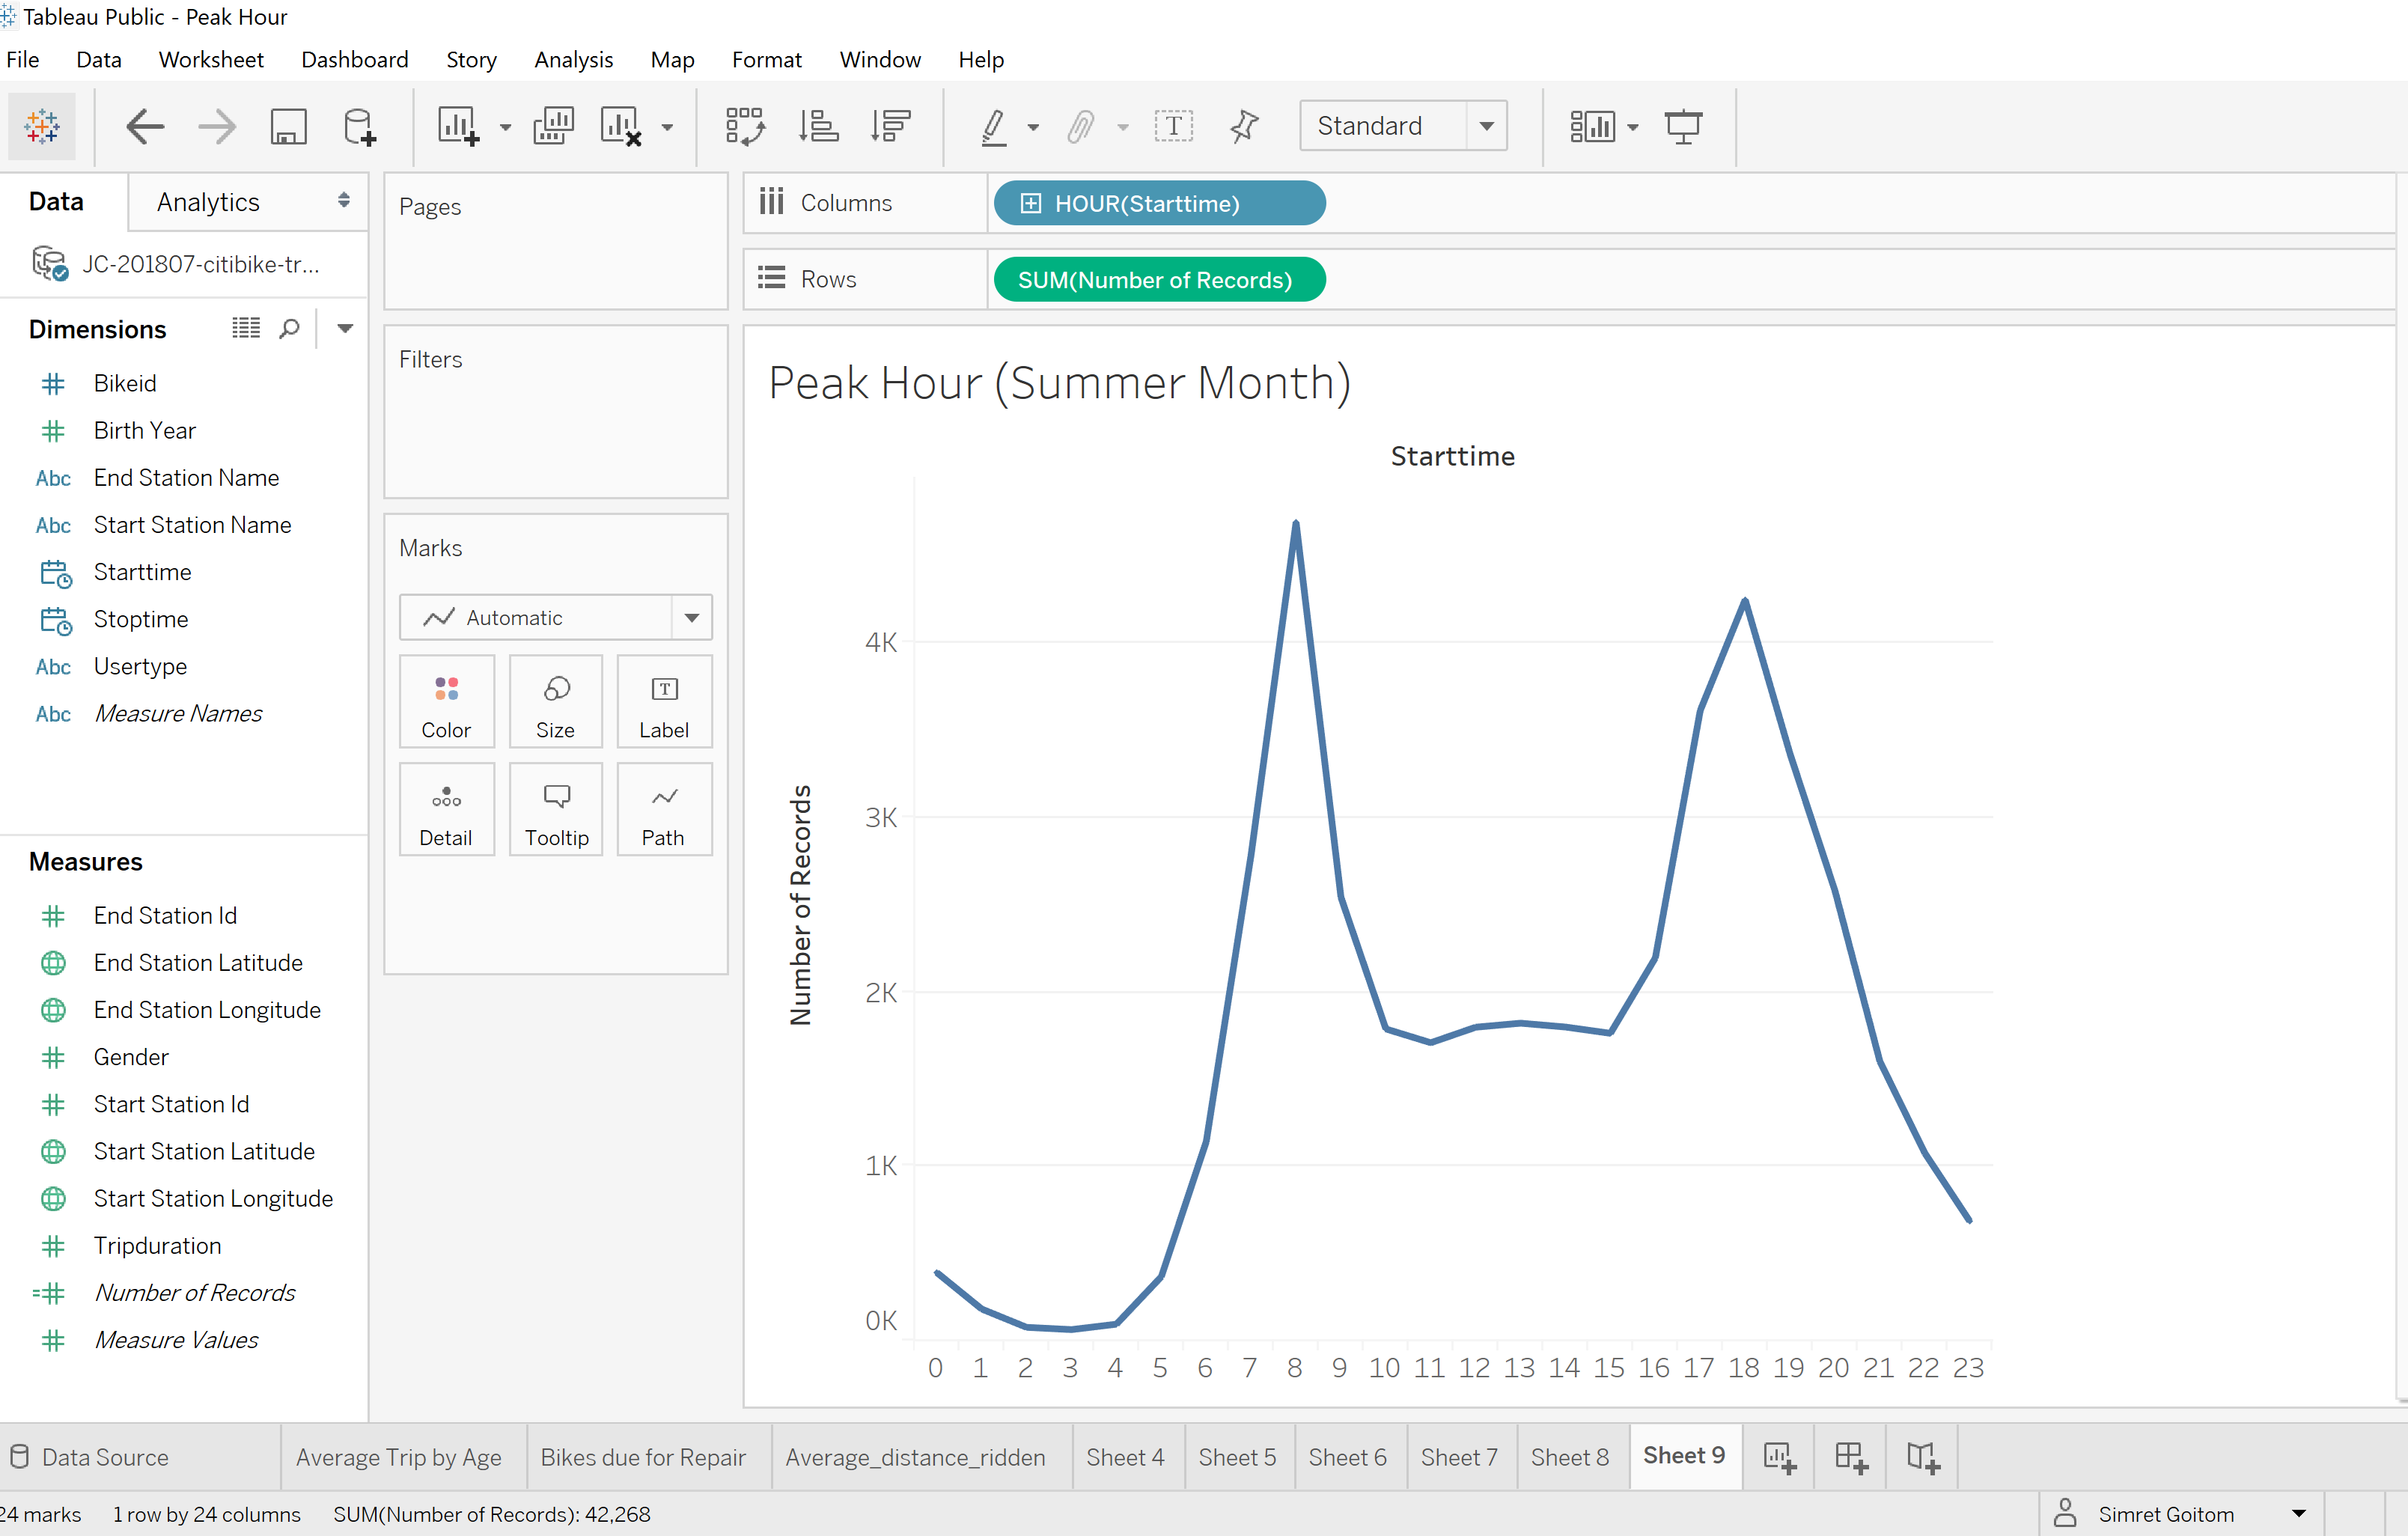 Tableau Public - Peak Hour
File Data Worksheet Dashboard Story Analysis Map Format Window Help
Standard
Data Analytics
JC-201807-citibike-tr...
Dimensions
Bikeid
Birth Year
Abc End Station Name
Abc Start Station Name
Starttime
Stoptime
Abc Usertype
Abc Measure Names
Measures
End Station Id
End Station Latitude
End Station Longitude
Gender
Start Station Id
Start Station Latitude
Start Station Longitude
Tripduration
Number of Records
Measure Values
Pages
Filters
Marks
Automatic
Color Size Label
Detail Tooltip Path
Columns HOUR(Starttime)
Rows SUM(Number of Records)
Peak Hour (Summer Month)
Starttime
Number of Records
4K
3K
2K
1K
0K
0 1 2 3 4 5 6 7 8 9 10 11 12 13 14 15 16 17 18 19 20 21 22 23
Data Source Average Trip by Age Bikes due for Repair Average_distance_ridden Sheet 4 Sheet 5 Sheet 6 Sheet 7 Sheet 8 Sheet 9
24 marks 1 row by 24 columns SUM(Number of Records): 42,268 Simret Goitom